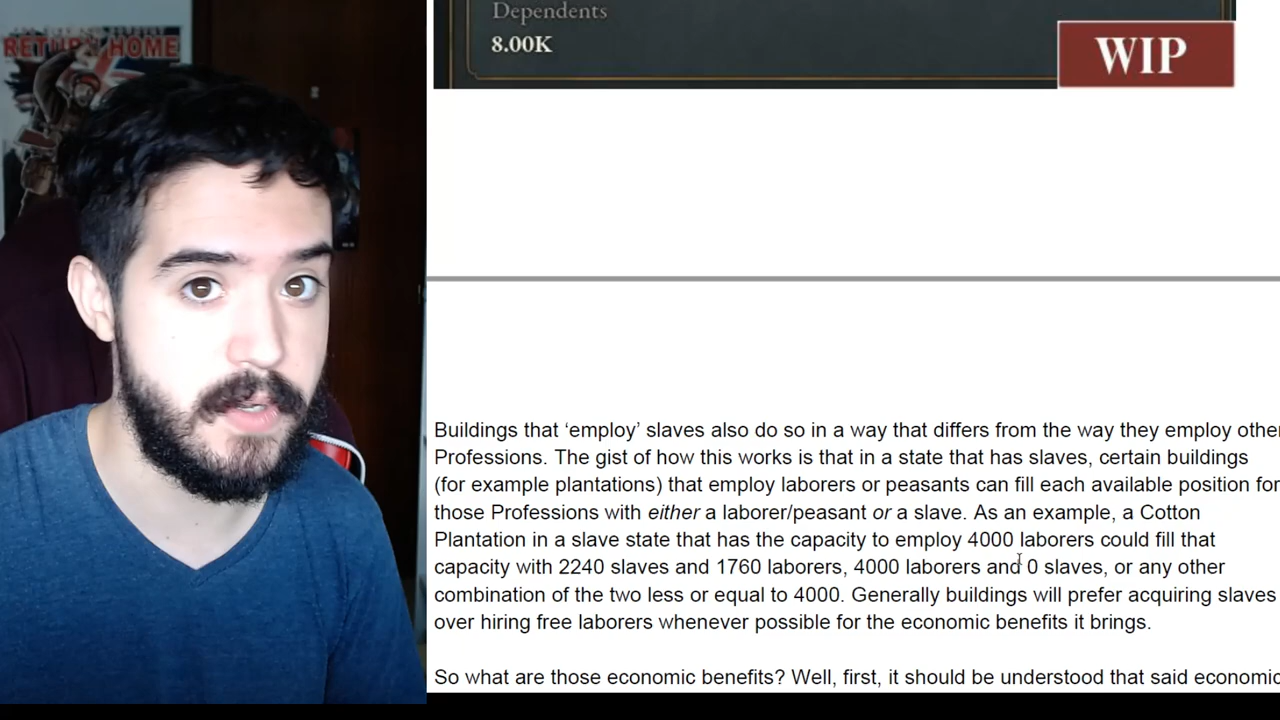 RETURN HOME
Dependents
8.00K
WIP
Buildings that ‘employ’ slaves also do so in a way that differs from the way they employ other
Professions. The gist of how this works is that in a state that has slaves, certain buildings
(for example plantations) that employ laborers or peasants can fill each available position for
those Professions with either a laborer/peasant or a slave. As an example, a Cotton
Plantation in a slave state that has the capacity to employ 4000 laborers could fill that
capacity with 2240 slaves and 1760 laborers, 4000 laborers and 0 slaves, or any other
combination of the two less or equal to 4000. Generally buildings will prefer acquiring slaves
over hiring free laborers whenever possible for the economic benefits it brings.
So what are those economic benefits? Well, first, it should be understood that said economic